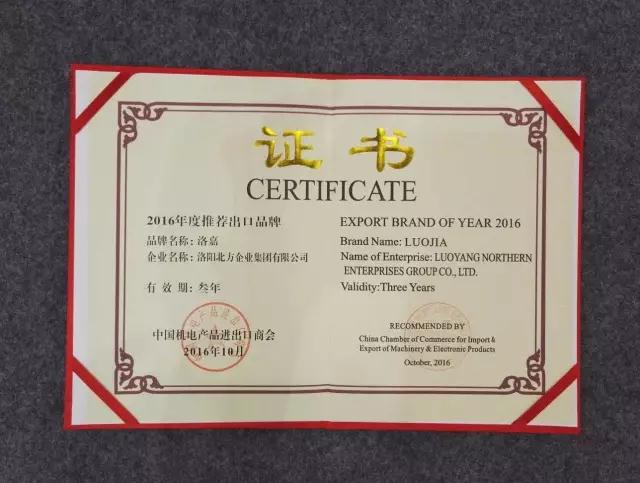 证书
CERTIFICATE
2016年度推荐出口品牌
品牌名称: 洛嘉
企业名称: 洛阳北方企业集团有限公司
有效期: 叁年
中国机电产品进出口商会
2016年10月
EXPORT BRAND OF YEAR 2016
Brand Name: LUOJIA
Name of Enterprise: LUOYANG NORTHERN
ENTERPRISES GROUP CO., LTD.
Validity:Three Years
RECOMMENDED BY
China Chamber of Commerce for Import &
Export of Machinery & Electronic Products
October, 2016